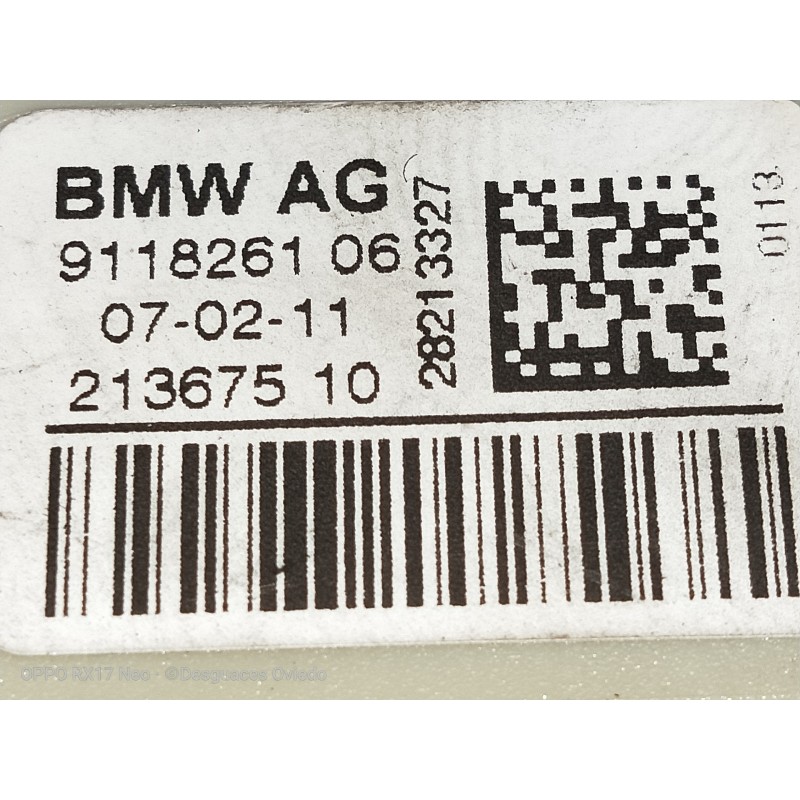 BMW AG
9118261 06
07-02-11
213675 10
28213327
0113
OPPO RX17 Neo · ©Desguaces Oviedo